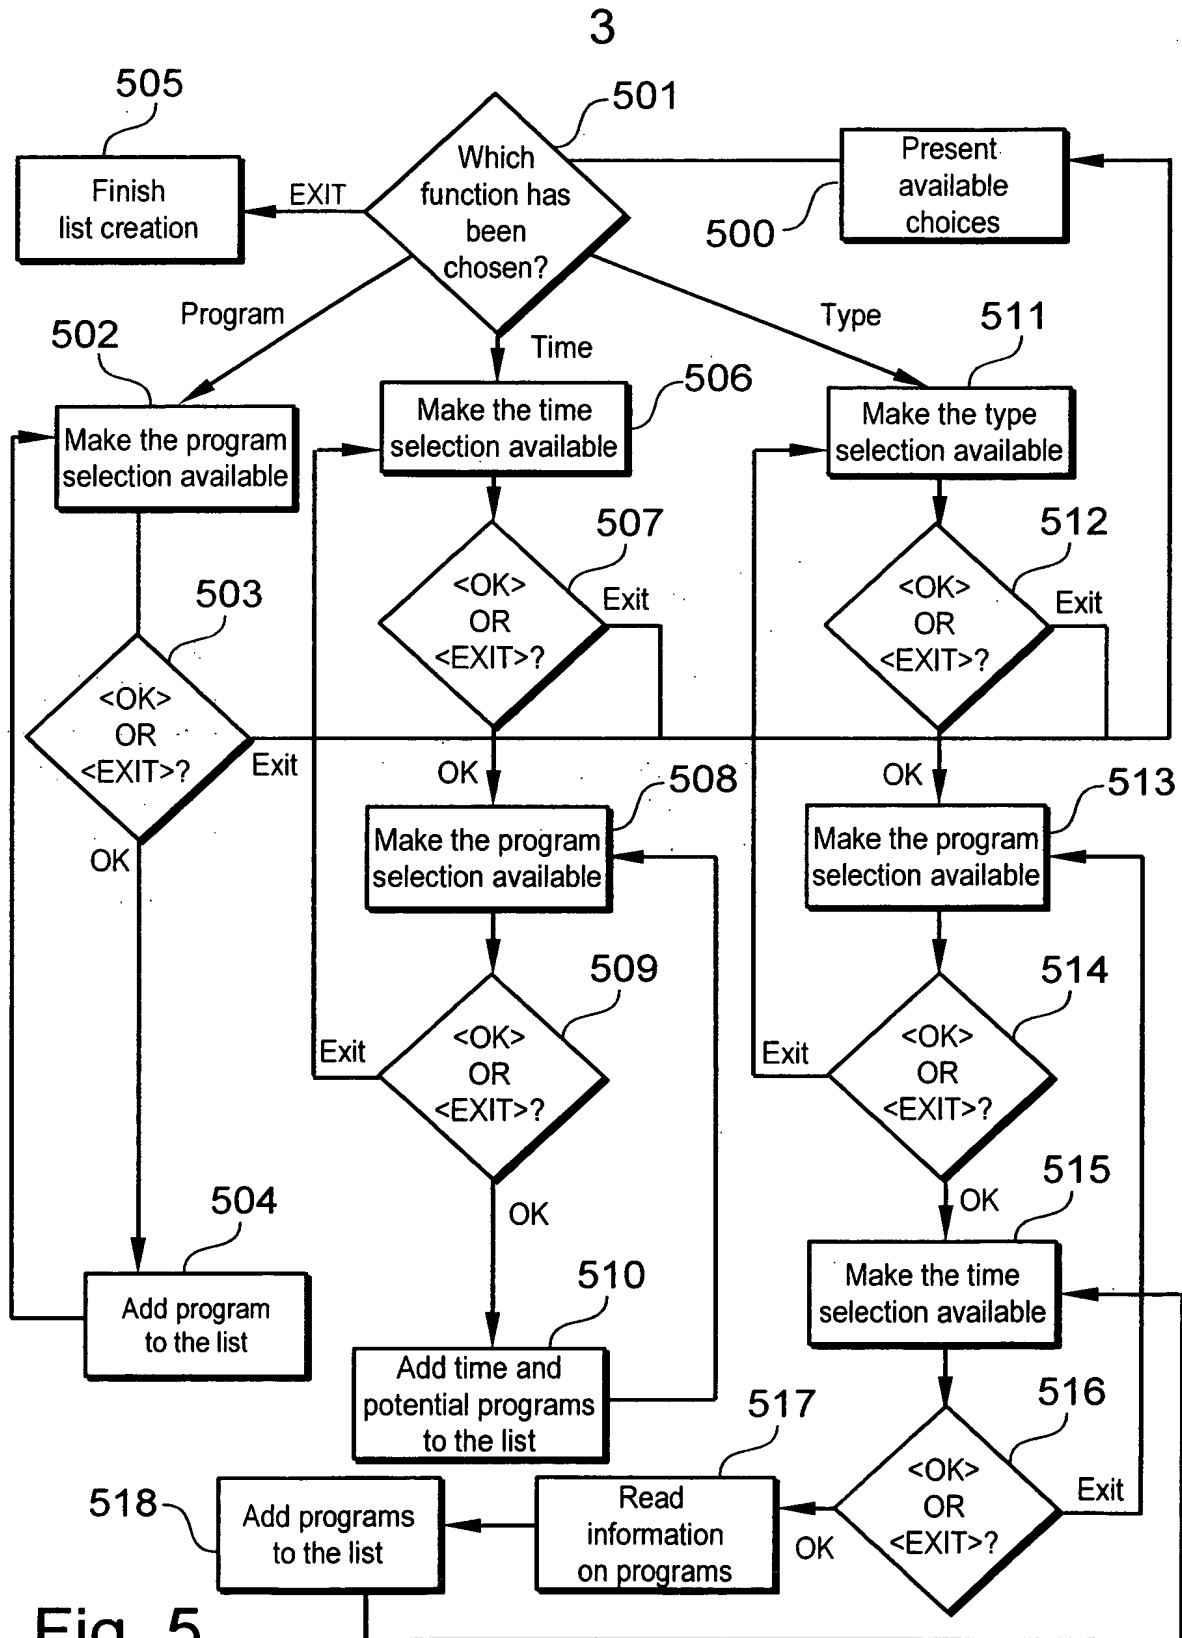 3
505
501
Finish
list creation
EXIT
Which
function has
been
chosen?
Present
available
choices
500
Program
Time
Type
502
506
511
Make the program
selection available
Make the time
selection available
Make the type
selection available
503
507
512
<OK>
OR
<EXIT>?
Exit
OK
<OK>
OR
<EXIT>?
Exit
OK
<OK>
OR
<EXIT>?
Exit
OK
508
513
Make the program
selection available
Make the program
selection available
509
514
<OK>
OR
<EXIT>?
Exit
OK
<OK>
OR
<EXIT>?
Exit
OK
504
510
515
Add program
to the list
Add time and
potential programs
to the list
Make the time
selection available
517
516
518
Add programs
to the list
Read
information
on programs
OK
<OK>
OR
<EXIT>?
Exit
Fig. 5